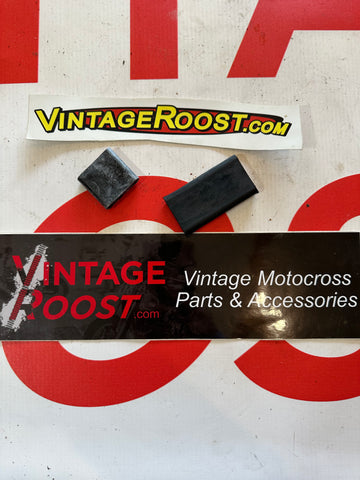 VINTAGEROOST.COM
VINTAGE
ROOST.com
Vintage Motocross
Parts & Accessories